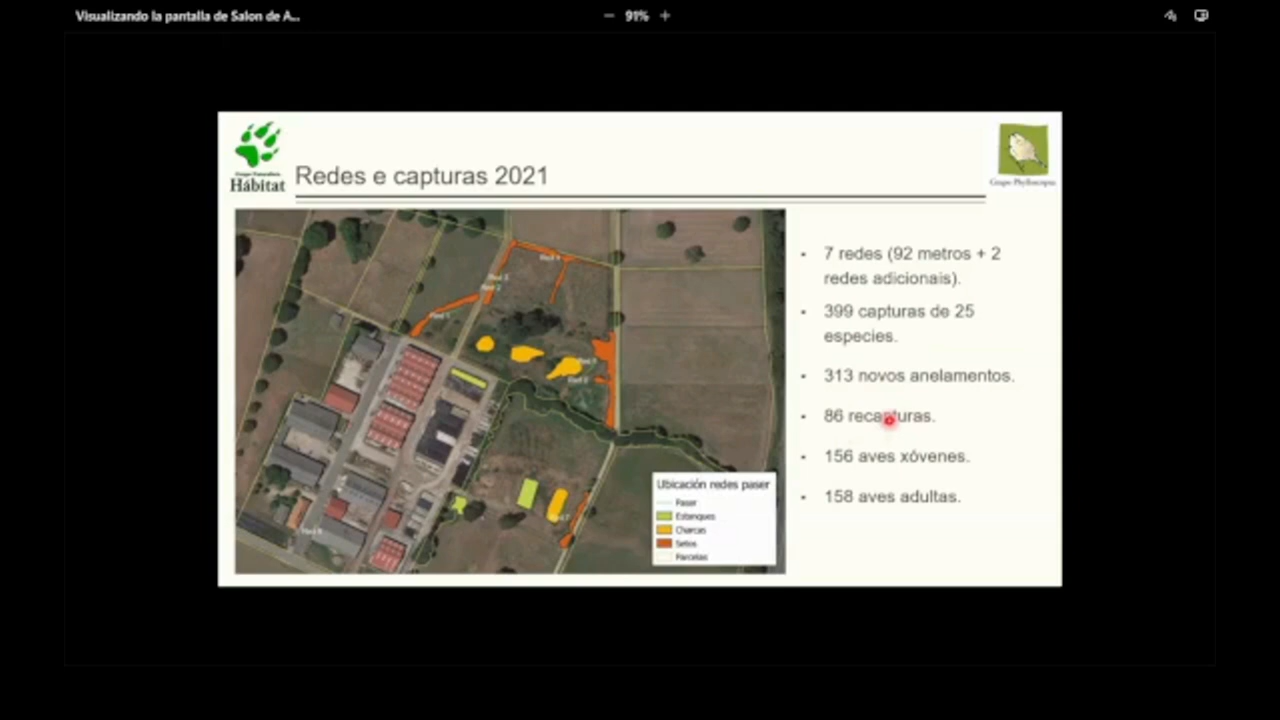 Visualizando la pantalla de Salon de A...
91%
Hábitat
Redes e capturas 2021
Grupo Phylloscopus
7 redes (92 metros + 2
redes adicionais).
399 capturas de 25
especies.
313 novos anelamentos.
86 recapturas.
156 aves xóvenes.
158 aves adultas.
Ubicación redes paser
Paser
Estanques
Charcas
Setos
Parcelas